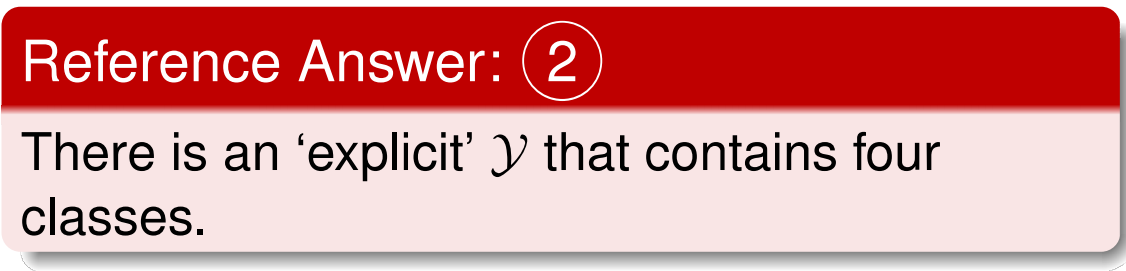 Reference Answer: 2
There is an ‘explicit’ 𝒴 that contains four
classes.